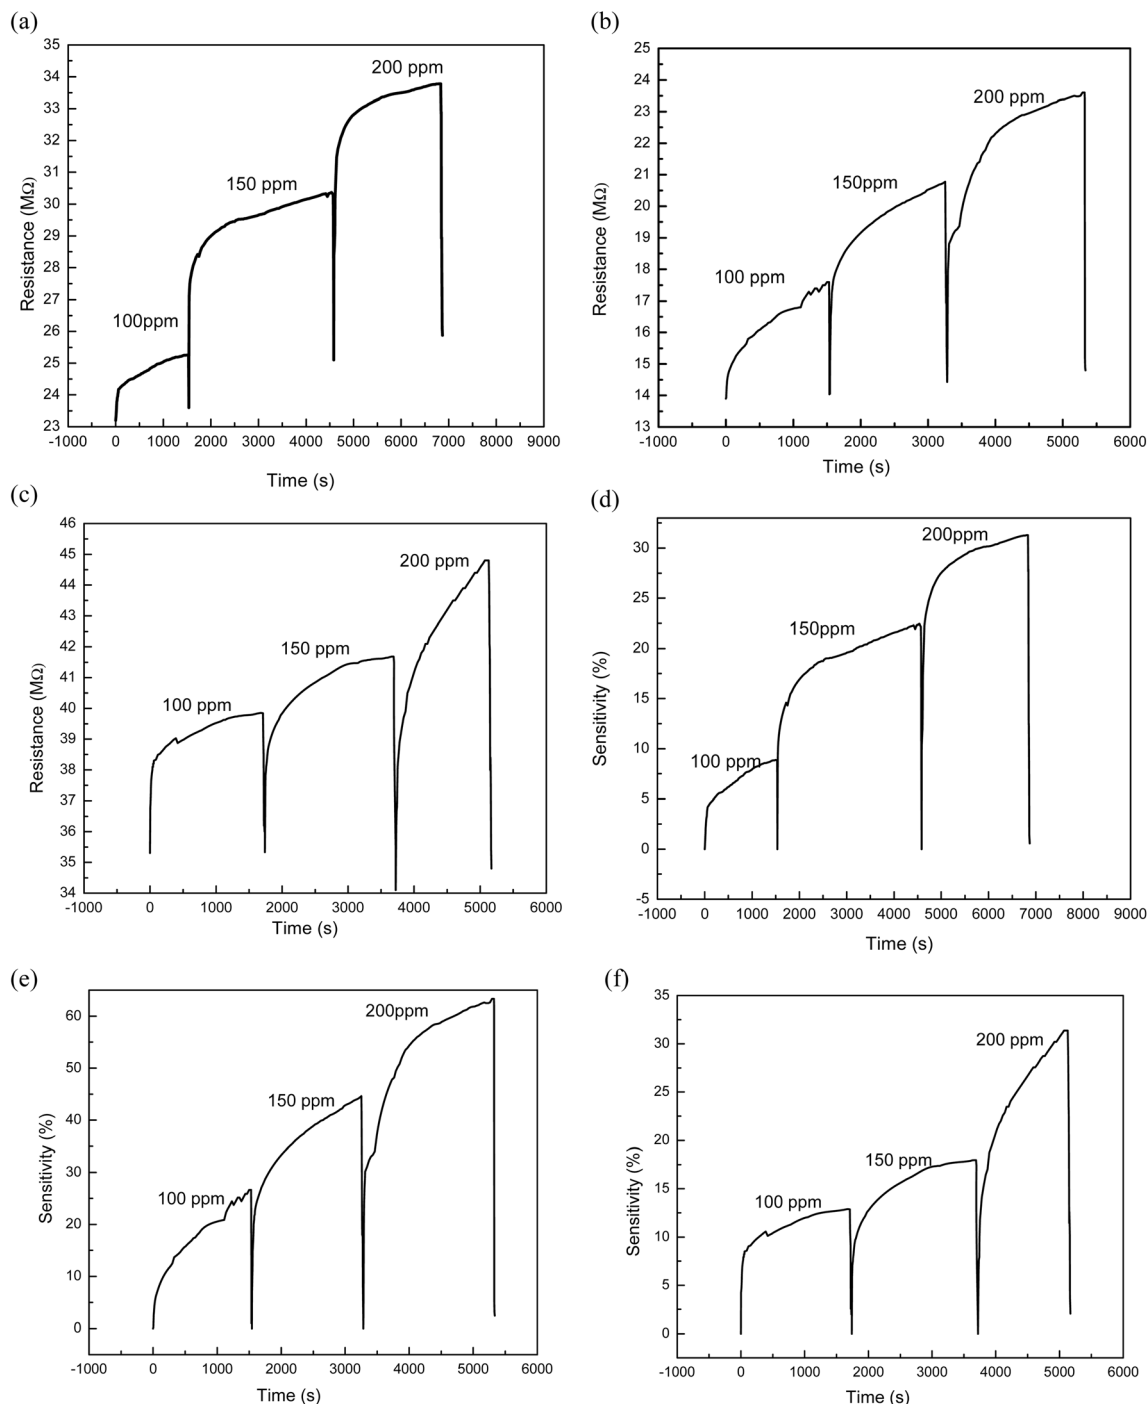 (a)
35
34
33
32
31
30
29
28
27
26
25
24
23
Resistance (MΩ)
100ppm
150 ppm
200 ppm
-1000 0 1000 2000 3000 4000 5000 6000 7000 8000 9000
Time (s)
(b)
25
24
23
22
21
20
19
18
17
16
15
14
13
Resistance (MΩ)
100 ppm
150ppm
200 ppm
-1000 0 1000 2000 3000 4000 5000 6000
Time (s)
(c)
46
45
44
43
42
41
40
39
38
37
36
35
34
Resistance (MΩ)
100 ppm
150 ppm
200 ppm
-1000 0 1000 2000 3000 4000 5000 6000
Time (s)
(d)
30
25
20
15
10
5
0
-5
Sensitivity (%)
100 ppm
150ppm
200ppm
-1000 0 1000 2000 3000 4000 5000 6000 7000 8000 9000
Time (s)
(e)
60
50
40
30
20
10
0
Sensitivity (%)
100 ppm
150 ppm
200ppm
-1000 0 1000 2000 3000 4000 5000 6000
Time (s)
(f)
35
30
25
20
15
10
5
0
Sensitivity (%)
100 ppm
150 ppm
200 ppm
-1000 0 1000 2000 3000 4000 5000 6000
Time (s)